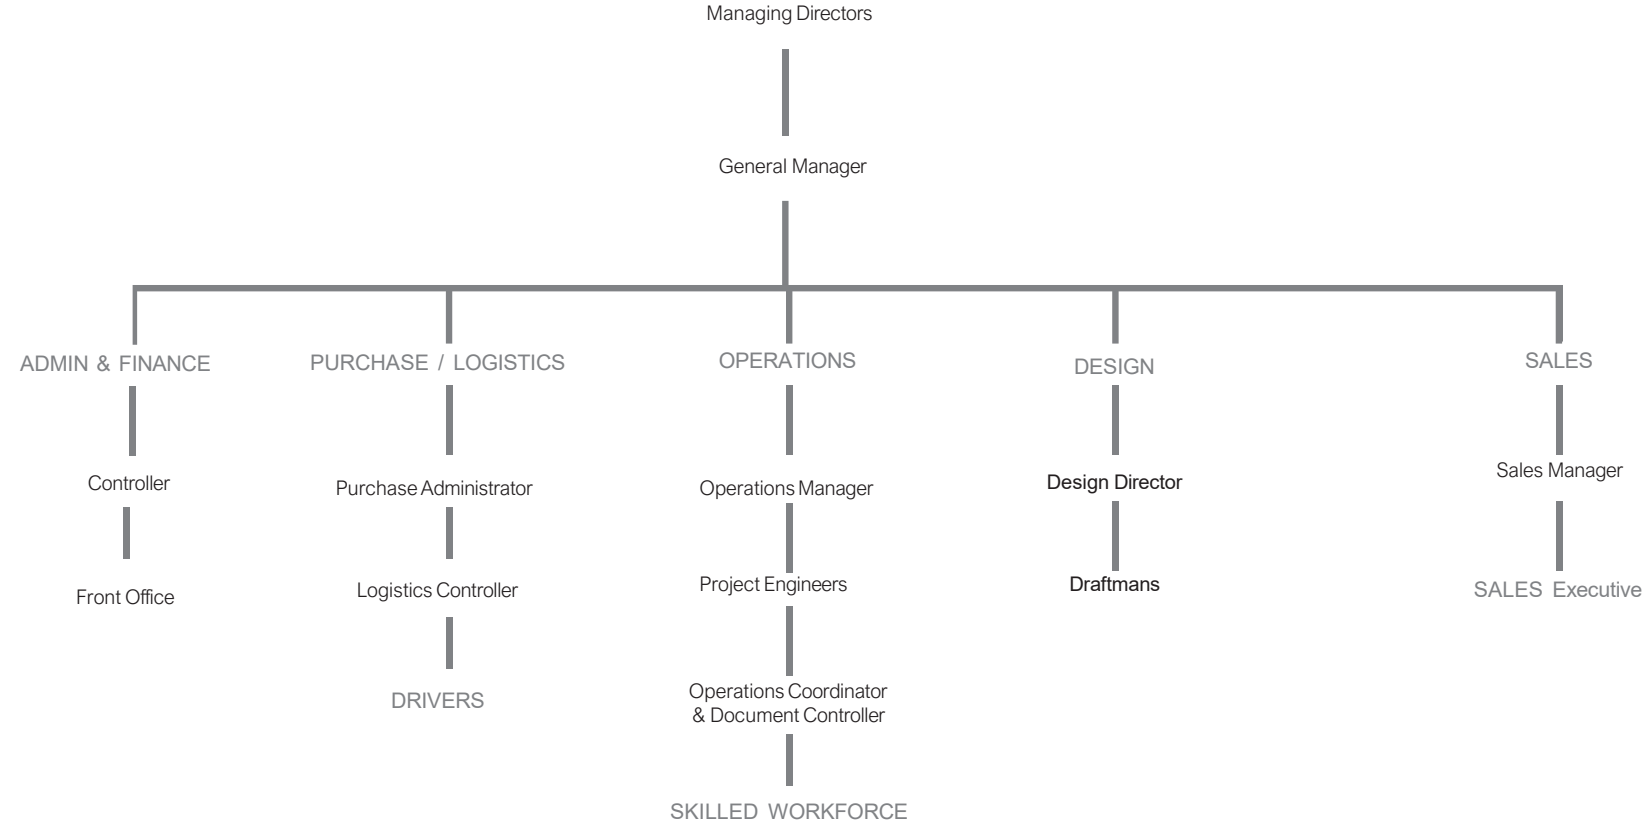 Managing Directors
General Manager
ADMIN & FINANCE
PURCHASE / LOGISTICS
OPERATIONS
DESIGN
SALES
Controller
Purchase Administrator
Operations Manager
Design Director
Sales Manager
Front Office
Logistics Controller
Project Engineers
Draftmans
SALES Executive
DRIVERS
Operations Coordinator
& Document Controller
SKILLED WORKFORCE